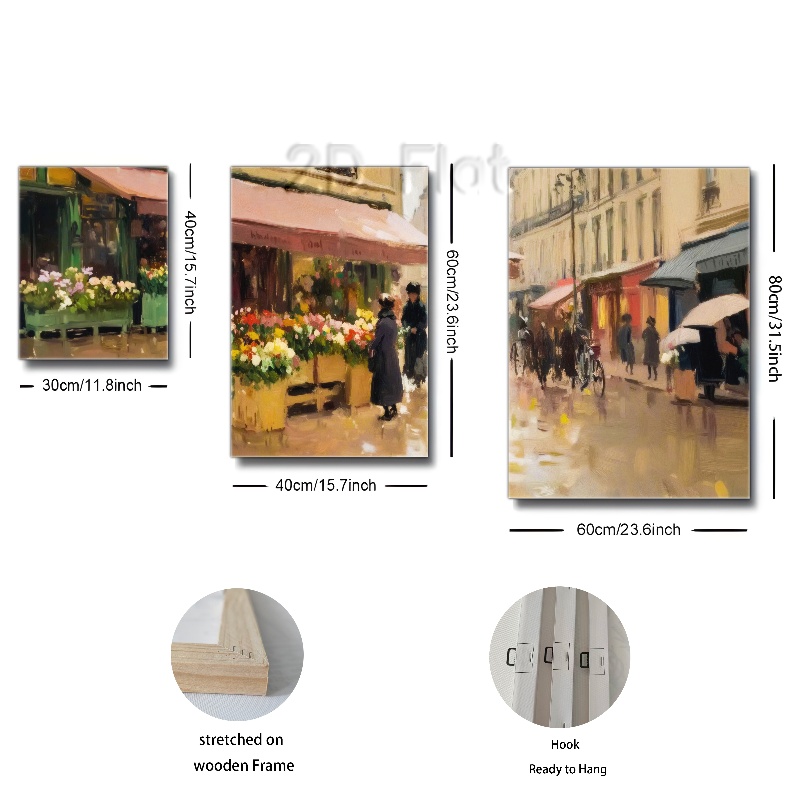 2D Flat
40cm/15.7inch
30cm/11.8inch
60cm/23.6inch
40cm/15.7inch
80cm/31.5inch
60cm/23.6inch
stretched on
wooden Frame
Hook
Ready to Hang